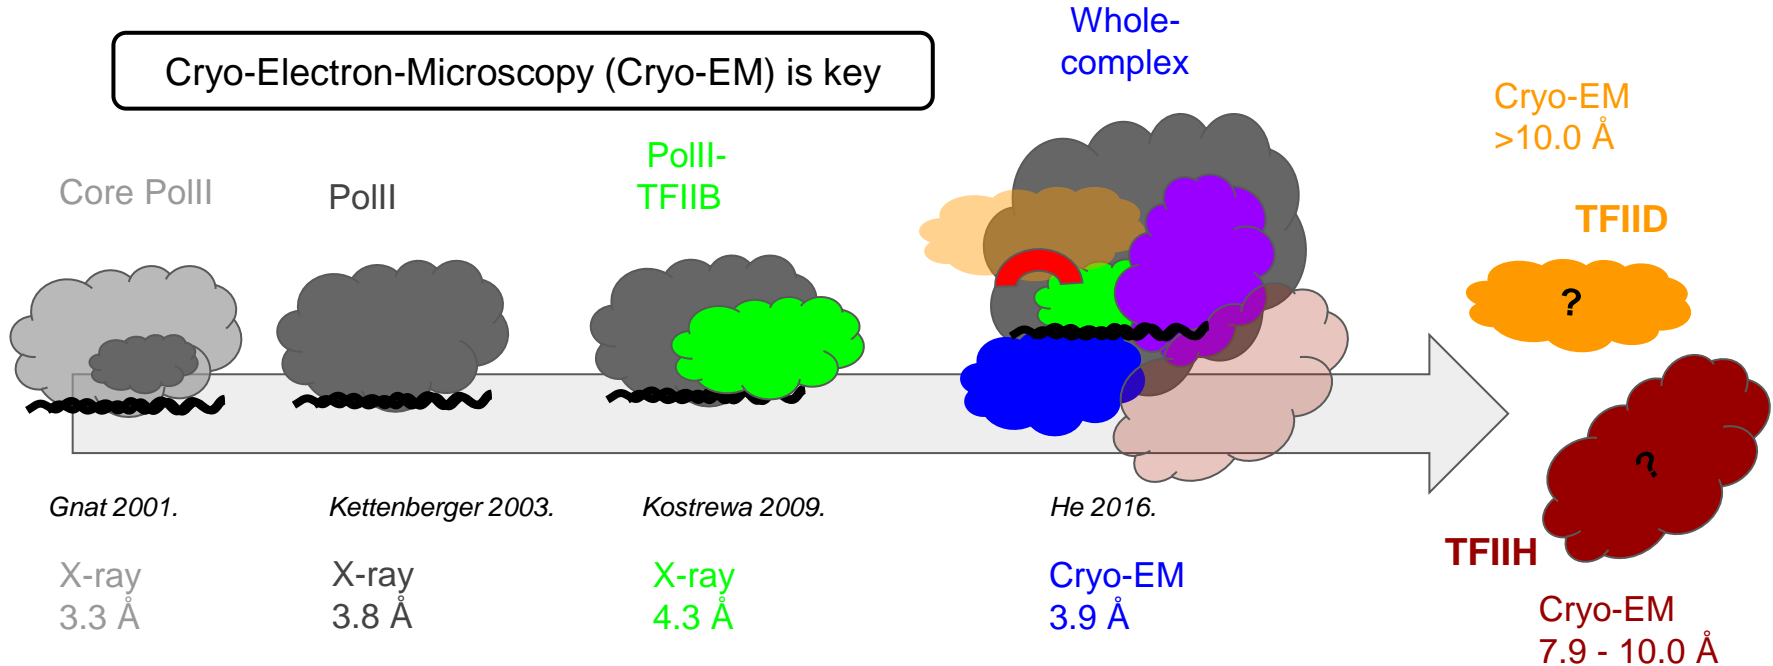 Cryo-Electron-Microscopy (Cryo-EM) is key
Core PolII
PolII
PolII-
TFIIB
Whole-
complex
Cryo-EM
>10.0 Å
TFIID
?
?
TFIIH
Gnat 2001.
Kettenberger 2003.
Kostrewa 2009.
He 2016.
X-ray
3.3 Å
X-ray
3.8 Å
X-ray
4.3 Å
Cryo-EM
3.9 Å
Cryo-EM
7.9 - 10.0 Å